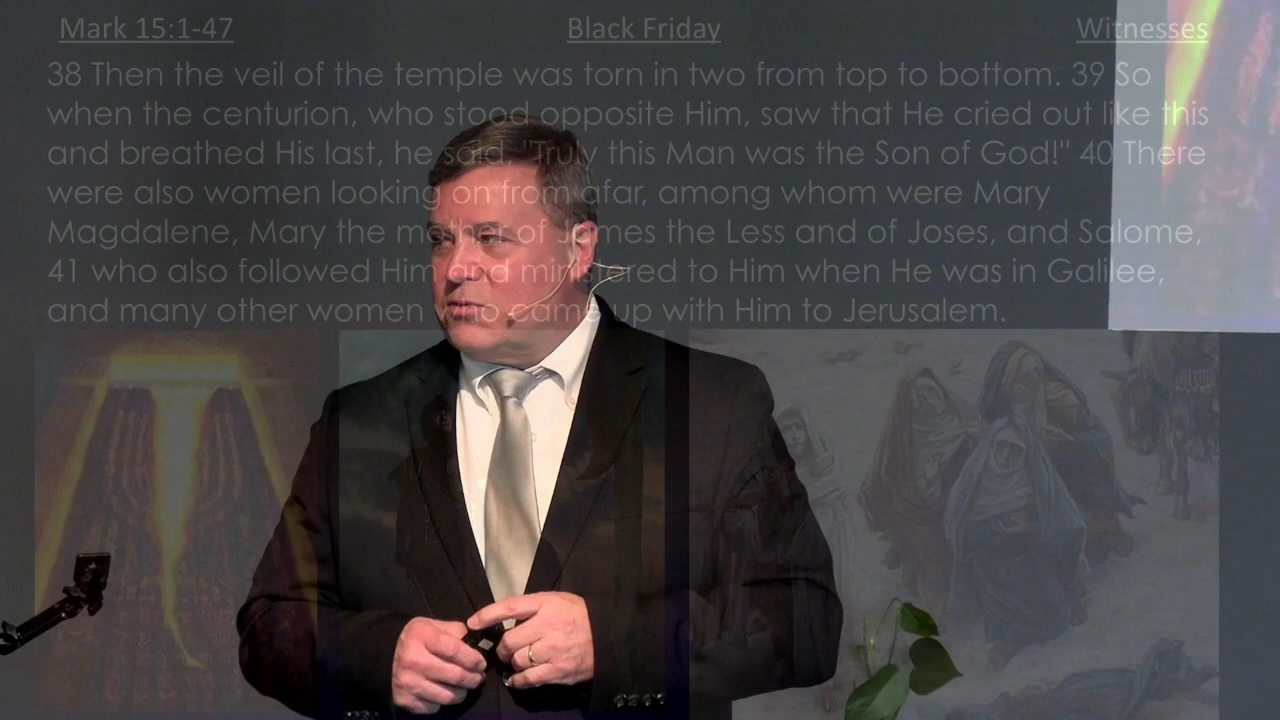 Mark 15:1-47 Black Friday Witnesses
38 Then the veil of the temple was torn in two from top to bottom. 39 So
when the centurion, who stood opposite Him, saw that He cried out like this
and breathed His last, he this Man was the Son of God!" 40 There
were also women looking on from afar, among whom were Mary
Magdalene, Mary the mother of James the Less and of Joses, and Salome,
41 who also followed Him and ministered to Him when He was in Galilee,
and many other women came up with Him to Jerusalem.